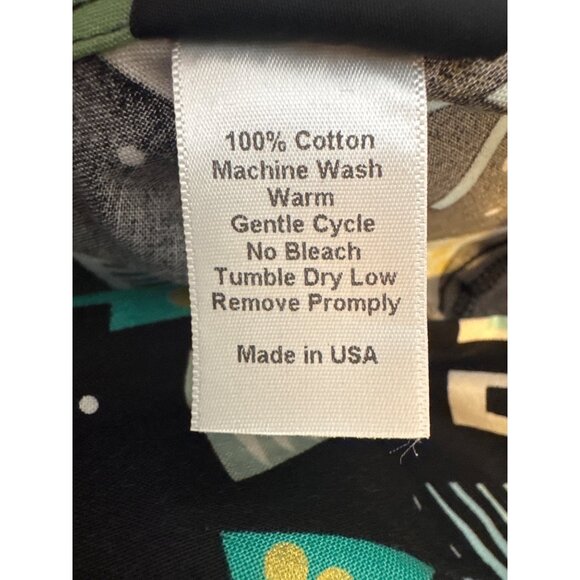 100% Cotton
Machine Wash
Warm
Gentle Cycle
No Bleach
Tumble Dry Low
Remove Promply
Made in USA